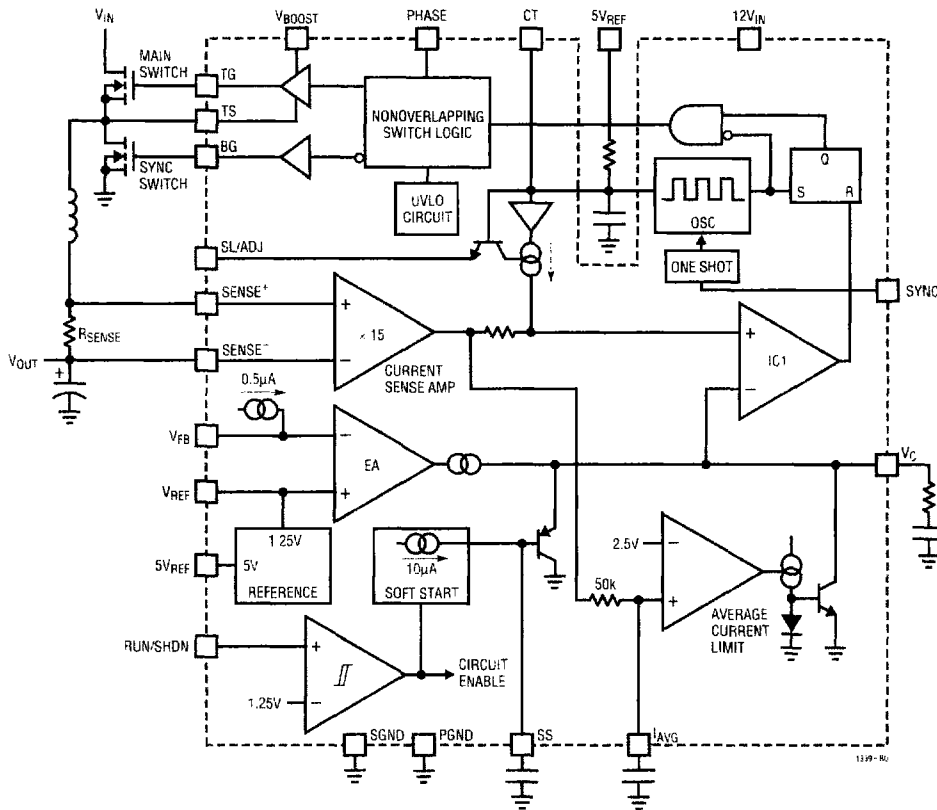 VIN
VBOOST
PHASE
CT
5VREF
12VIN
MAIN
SWITCH
TG
TS
BG
SYNC
SWITCH
NONOVERLAPPING
SWITCH LOGIC
UVLO
CIRCUIT
OSC
ONE SHOT
Q
S
R
SYNC
SL/ADJ
SENSE+
RSENSE
SENSE−
VOUT
+
+
× 15
−
CURRENT
SENSE AMP
+
IC1
−
0.5µA
VFB
−
EA
+
VREF
VC
1.25V
5VREF
5V
REFERENCE
10µA
SOFT START
2.5V
−
+
50k
AVERAGE
CURRENT
LIMIT
RUN/SHDN
+
1.25V
−
CIRCUIT
ENABLE
SGND
PGND
SS
IAVG